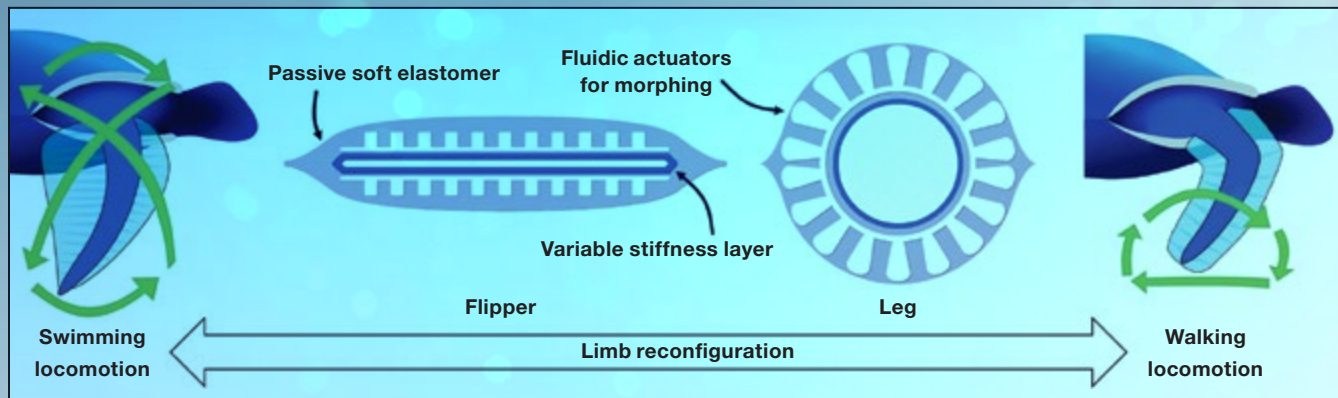 Passive soft elastomer
Fluidic actuators
for morphing
Variable stiffness layer
Flipper
Leg
Swimming
locomotion
Limb reconfiguration
Walking
locomotion